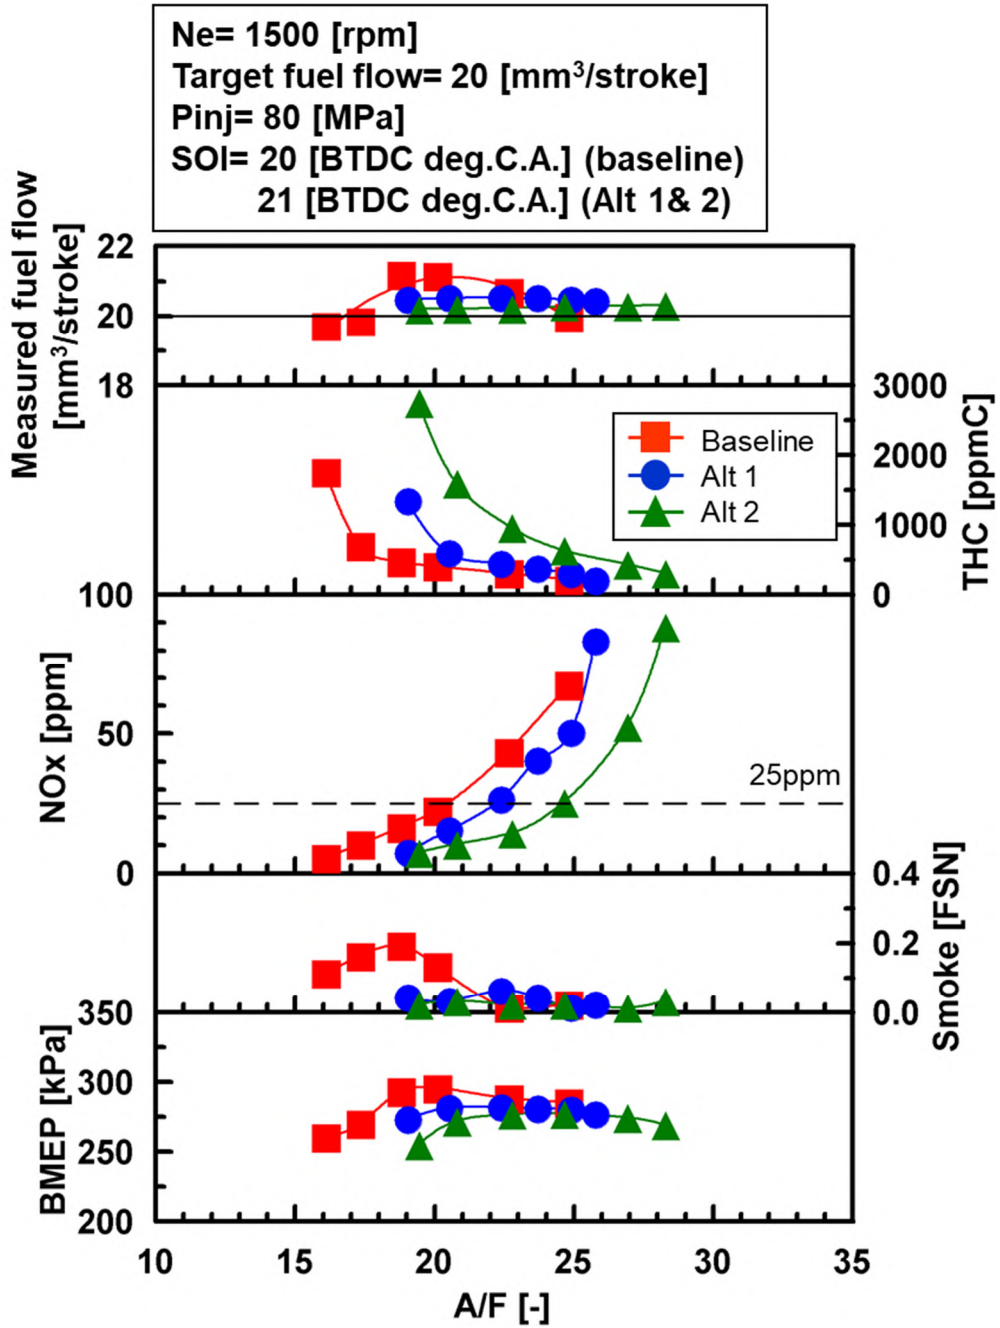 Ne= 1500 [rpm]
Target fuel flow= 20 [mm³/stroke]
Pinj= 80 [MPa]
SOI= 20 [BTDC deg.C.A.] (baseline)
21 [BTDC deg.C.A.] (Alt 1& 2)
Measured fuel flow
[mm³/stroke]
22
20
18
3000
2000
1000
0
THC [ppmC]
Baseline
Alt 1
Alt 2
100
50
0
NOx [ppm]
25ppm
0.4
0.2
0.0
Smoke [FSN]
350
300
250
200
BMEP [kPa]
10 15 20 25 30 35
A/F [-]